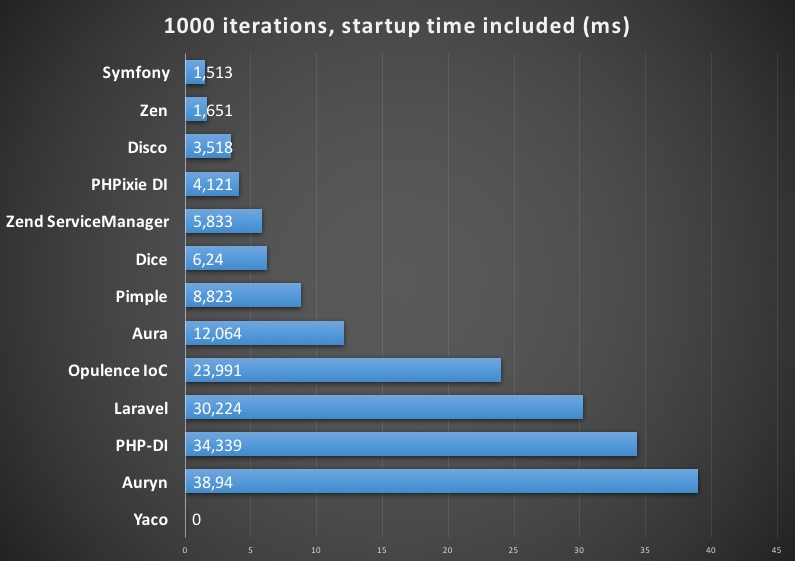 1000 iterations, startup time included (ms)
Symfony 1,513
Zen 1,651
Disco 3,518
PHPixie DI 4,121
Zend ServiceManager 5,833
Dice 6,24
Pimple 8,823
Aura 12,064
Opulence IoC 23,991
Laravel 30,224
PHP-DI 34,339
Auryn 38,94
Yaco 0
0 5 10 15 20 25 30 35 40 45